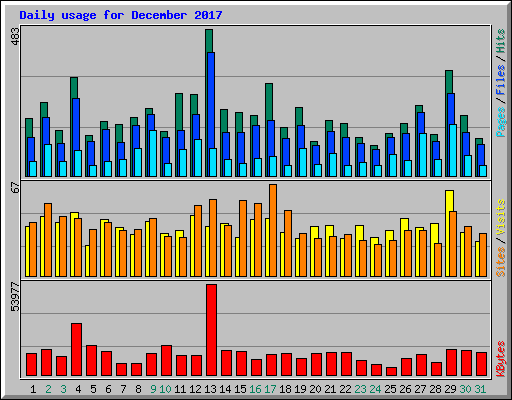 Daily usage for December 2017
483
Pages / Files / Hits
67
Sites / Visits
53977
KBytes
1 2 3 4 5 6 7 8 9 10 11 12 13 14 15 16 17 18 19 20 21 22 23 24 25 26 27 28 29 30 31